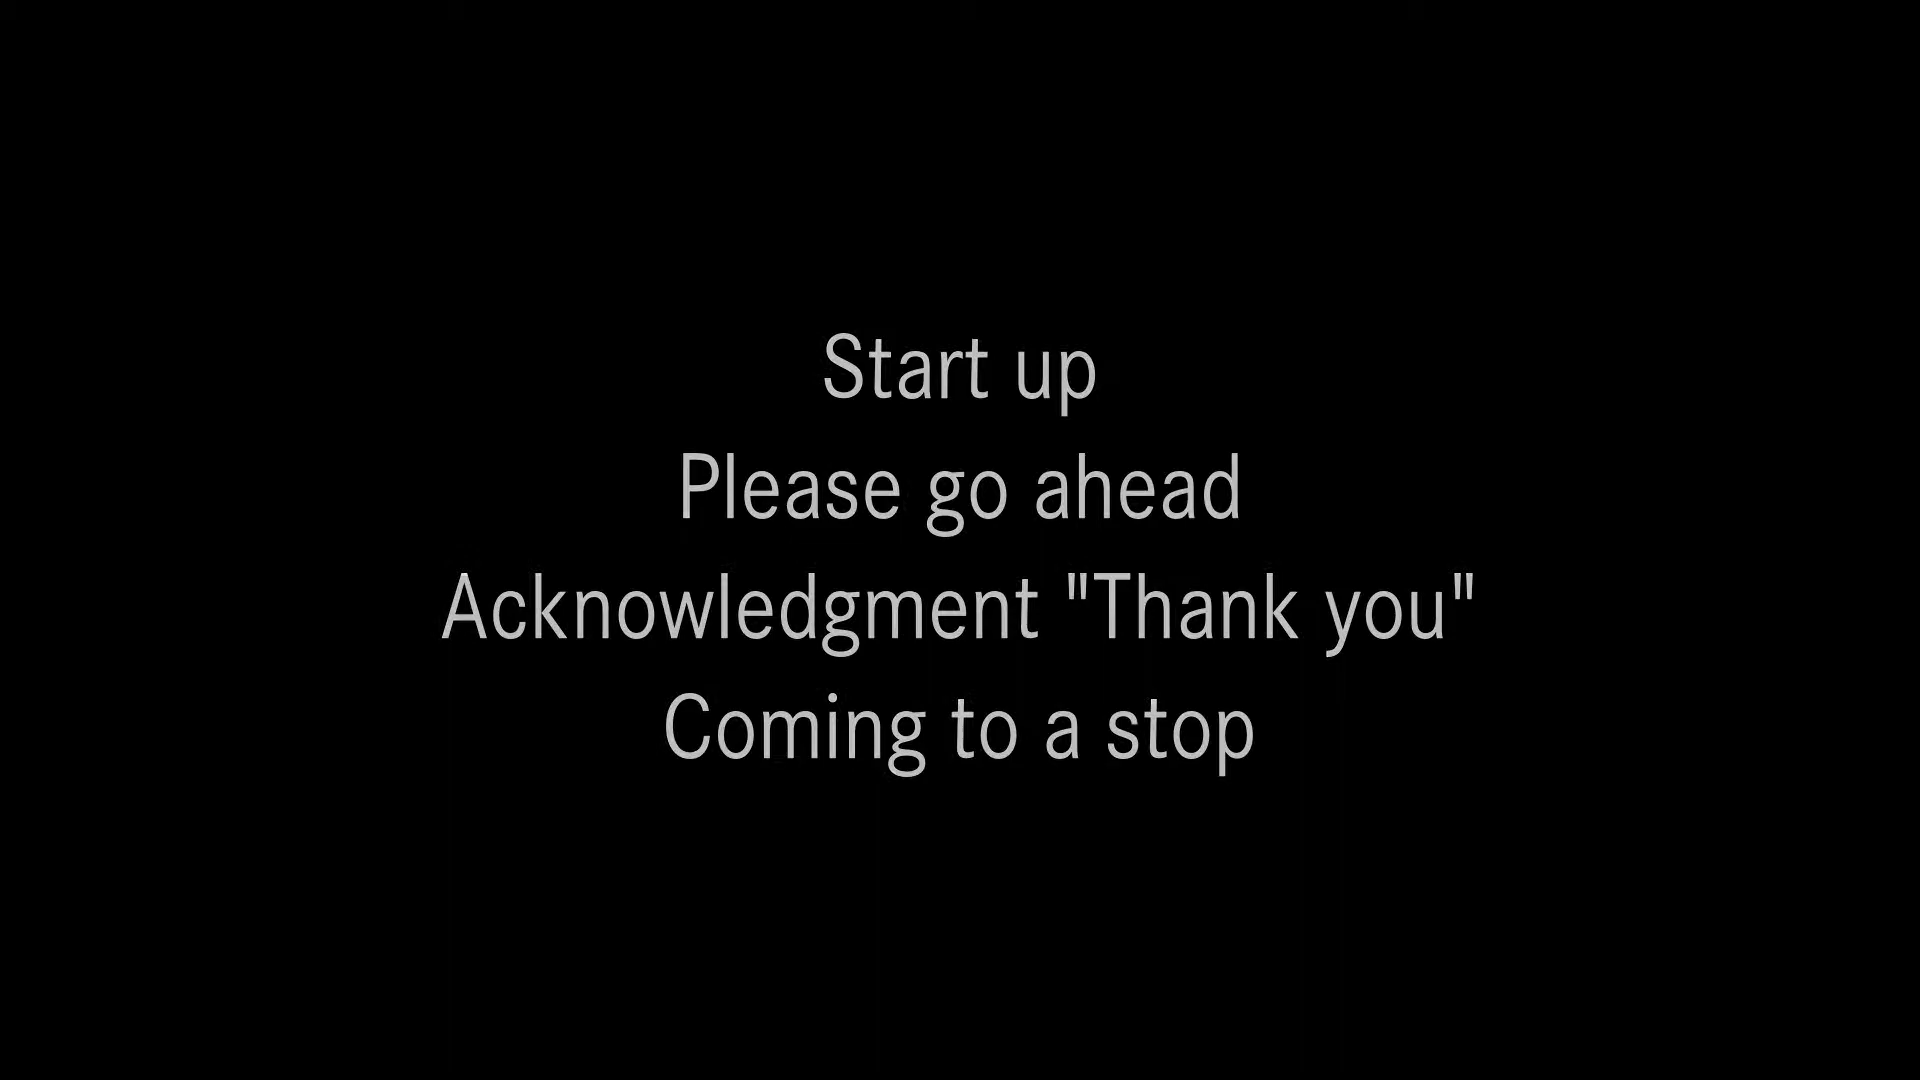 Start up
Please go ahead
Acknowledgment "Thank you"
Coming to a stop